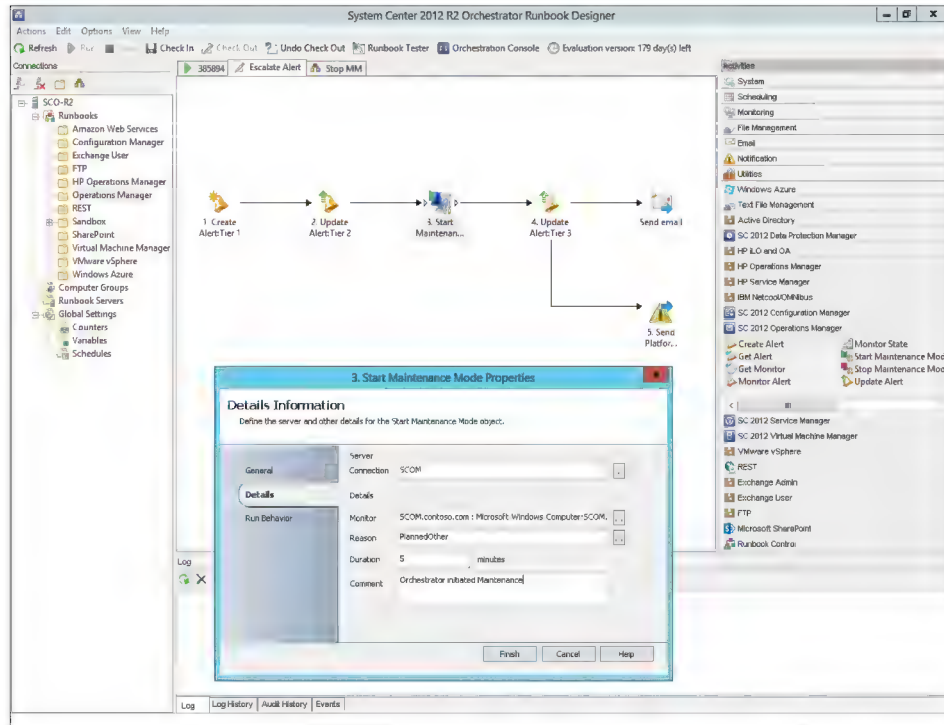 System Center 2012 R2 Orchestrator Runbook Designer
Actions Edit Options View Help
Refresh Run Check In Check Out Undo Check Out Runbook Tester Orchestration Console Evaluation version: 179 day(s) left
Connections
SCO-R2
Runbooks
Amazon Web Services
Configuration Manager
Exchange User
FTP
HP Operations Manager
Operations Manager
REST
Sandbox
SharePoint
Virtual Machine Manager
VMware vSphere
Windows Azure
Computer Groups
Runbook Servers
Global Settings
Counters
Variables
Schedules
385894 Escalate Alert Stop MM
1. Create
Alert:Tier 1
2. Update
Alert:Tier 2
3. Start
Maintenan...
4. Update
Alert:Tier 3
Send email
5. Send
Platfor...
Activities
System
Scheduling
Monitoring
File Management
Email
Notification
Utilities
Windows Azure
Text File Management
Active Directory
SC 2012 Data Protection Manager
HP iLO and OA
HP Operations Manager
HP Service Manager
IBM Netcool/OMNIbus
SC 2012 Configuration Manager
SC 2012 Operations Manager
Create Alert Monitor State
Get Alert Start Maintenance Mod
Get Monitor Stop Maintenance Mod
Monitor Alert Update Alert
SC 2012 Service Manager
SC 2012 Virtual Machine Manager
VMware vSphere
REST
Exchange Admin
Exchange User
FTP
Microsoft SharePoint
Runbook Control
3. Start Maintenance Mode Properties
Details Information
Define the server and other details for the Start Maintenance Mode object.
General
Details
Run Behavior
Server
Connection SCOM
Details
Monitor SCOM.contoso.com : Microsoft Windows Computer:SCOM.
Reason PlannedOther
Duration 5 minutes
Comment Orchestrator initiated Maintenance
Finish Cancel Help
Log
Log Log History Audit History Events